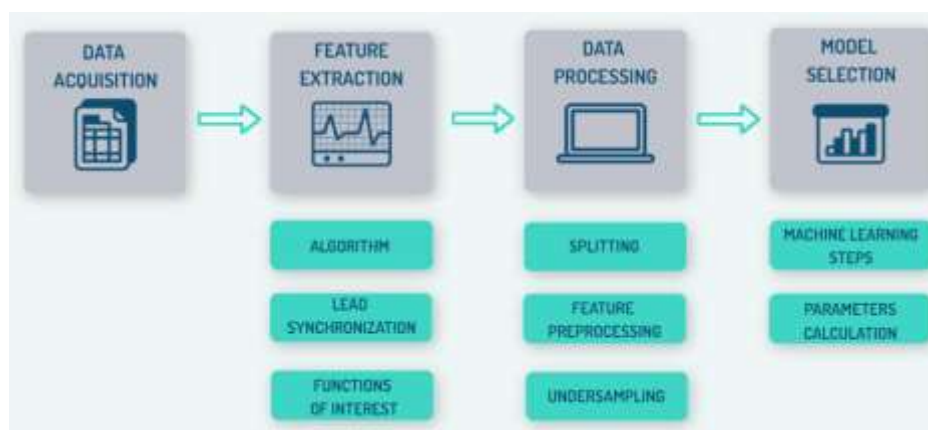 DATA
ACQUISITION
FEATURE
EXTRACTION
DATA
PROCESSING
MODEL
SELECTION
ALGORITHM
LEAD
SYNCHRONIZATION
FUNCTIONS
OF INTEREST
SPLITTING
FEATURE
PREPROCESSING
UNDERSAMPLING
MACHINE LEARNING
STEPS
PARAMETERS
CALCULATION